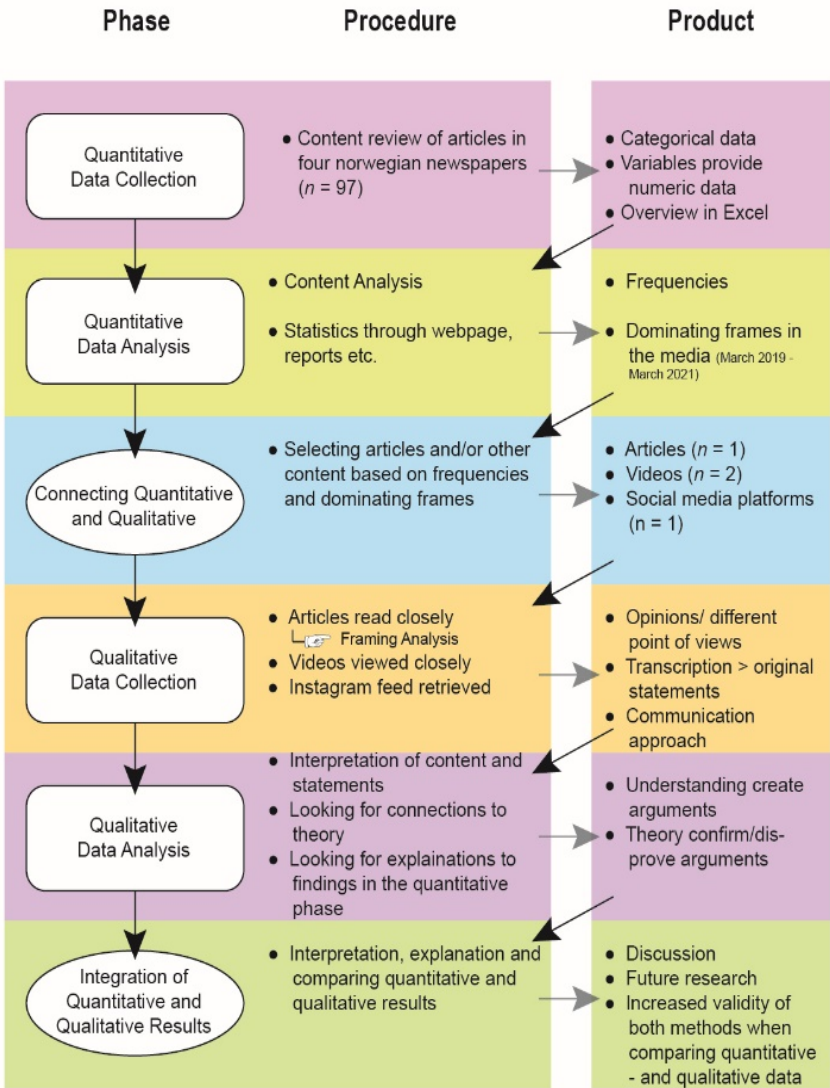 Phase Procedure Product
Quantitative
Data Collection
● Content review of articles in
four norwegian newspapers
(n = 97)
● Categorical data
● Variables provide
numeric data
● Overview in Excel
Quantitative
Data Analysis
● Content Analysis
● Statistics through webpage,
reports etc.
● Frequencies
● Dominating frames in
the media (March 2019 -
March 2021)
Connecting Quantitative
and Qualitative
● Selecting articles and/or other
content based on frequencies
and dominating frames
● Articles (n = 1)
● Videos (n = 2)
● Social media platforms
(n = 1)
Qualitative
Data Collection
● Articles read closely
Framing Analysis
● Videos viewed closely
● Instagram feed retrieved
● Opinions/ different
point of views
● Transcription > original
statements
● Communication
approach
Qualitative
Data Analysis
● Interpretation of content and
statements
● Looking for connections to
theory
● Looking for explainations to
findings in the quantitative
phase
● Understanding create
arguments
● Theory confirm/dis-
prove arguments
Integration of
Quantitative and
Qualitative Results
● Interpretation, explanation and
comparing quantitative and
qualitative results
● Discussion
● Future research
● Increased validity of
both methods when
comparing quantitative
- and qualitative data